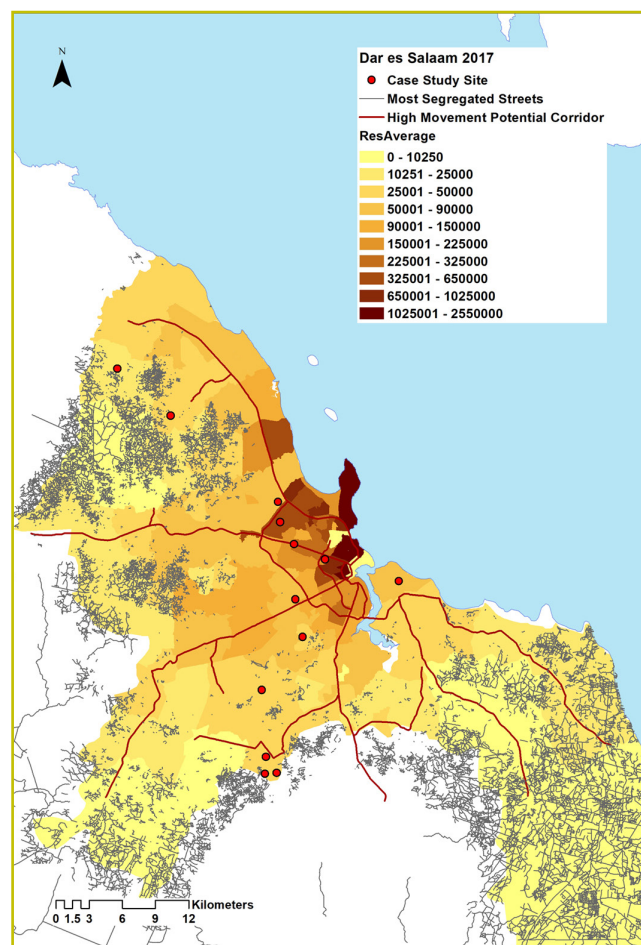 N
Dar es Salaam 2017
Case Study Site
Most Segregated Streets
High Movement Potential Corridor
ResAverage
0 - 10250
10251 - 25000
25001 - 50000
50001 - 90000
90001 - 150000
150001 - 225000
225001 - 325000
325001 - 650000
650001 - 1025000
1025001 - 2550000
Kilometers
0 1.5 3 6 9 12